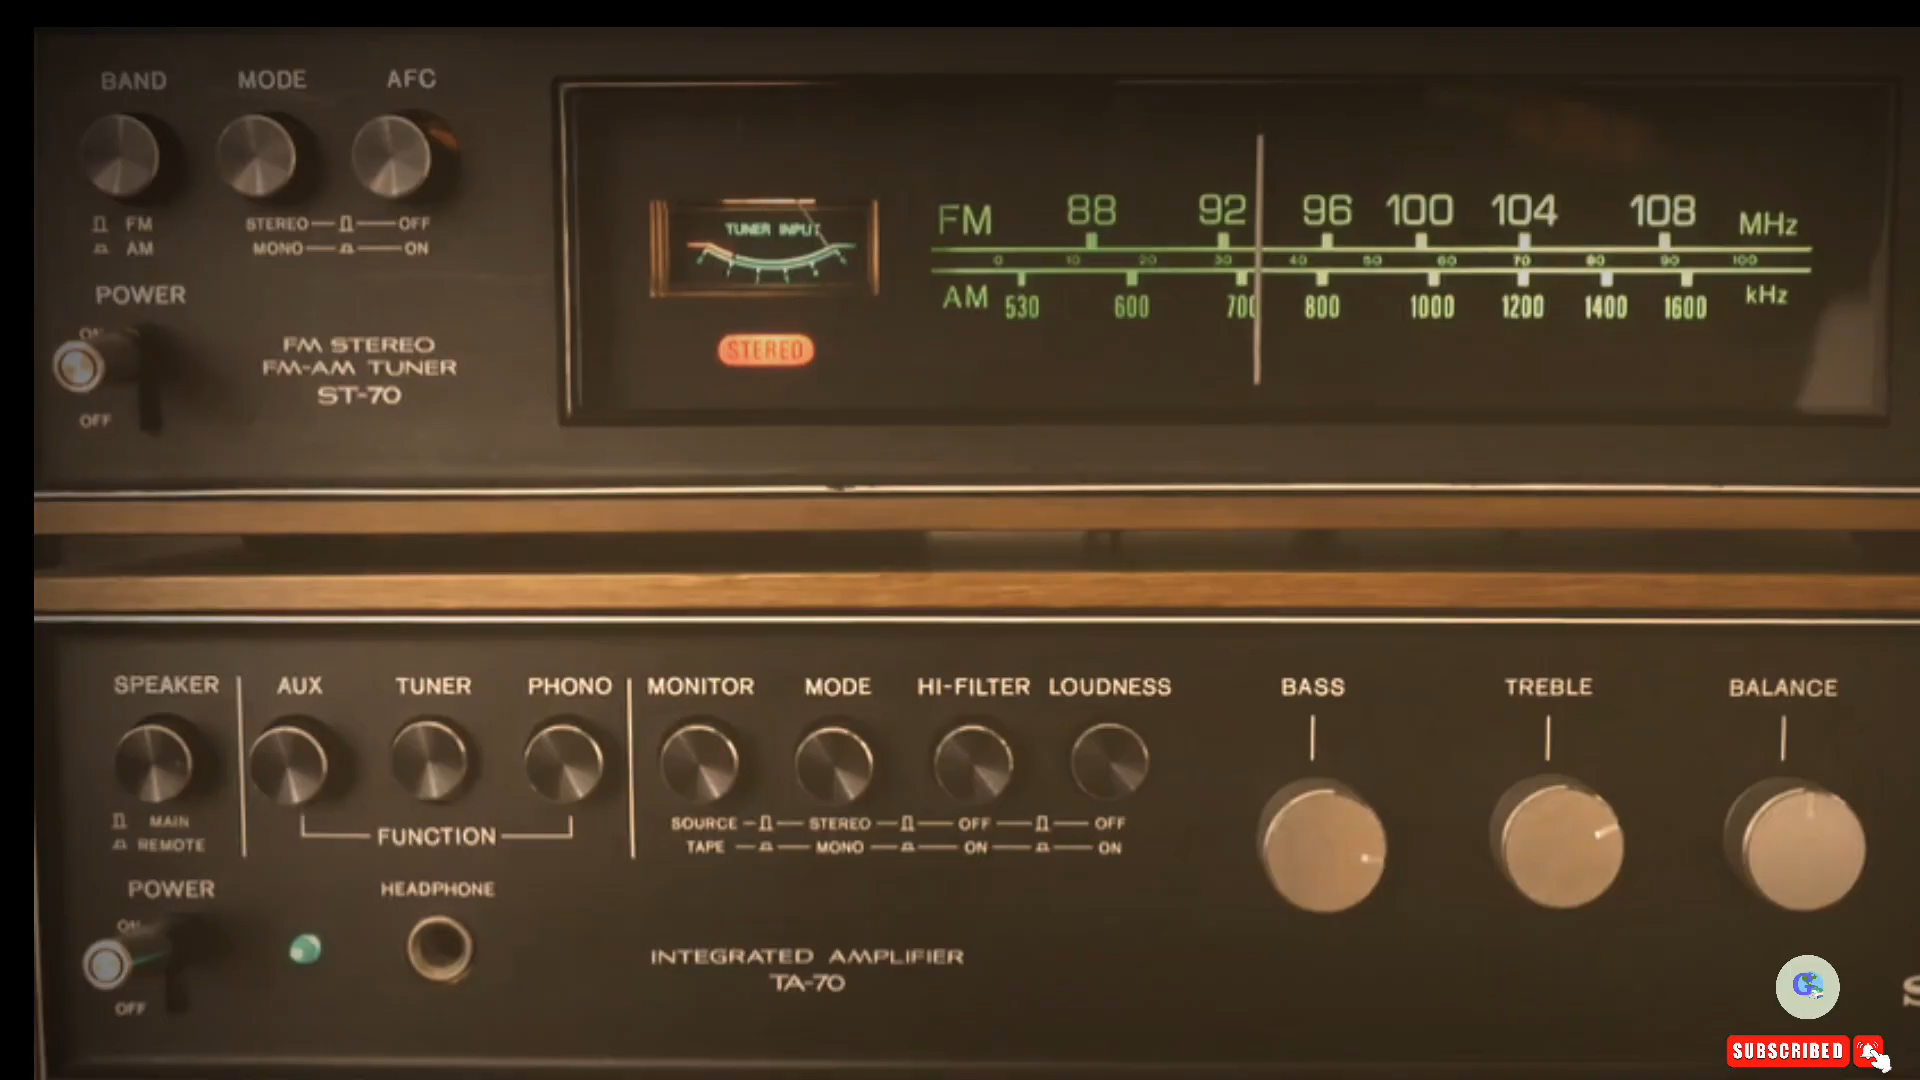 BAND MODE AFC
FM STEREO OFF
AM MONO ON
POWER
ON
OFF
FM STEREO
FM-AM TUNER
ST-70
TUNER INPUT
STEREO
FM 88 92 96 100 104 108 MHz
0 10 20 30 40 50 60 70 80 90 100
AM 530 600 700 800 1000 1200 1400 1600 kHz
SPEAKER AUX TUNER PHONO MONITOR MODE HI-FILTER LOUDNESS BASS TREBLE BALANCE
MAIN
REMOTE
FUNCTION
SOURCE STEREO OFF OFF
TAPE MONO ON ON
POWER
ON
OFF
HEADPHONE
INTEGRATED AMPLIFIER
TA-70
S
G
SUBSCRIBED